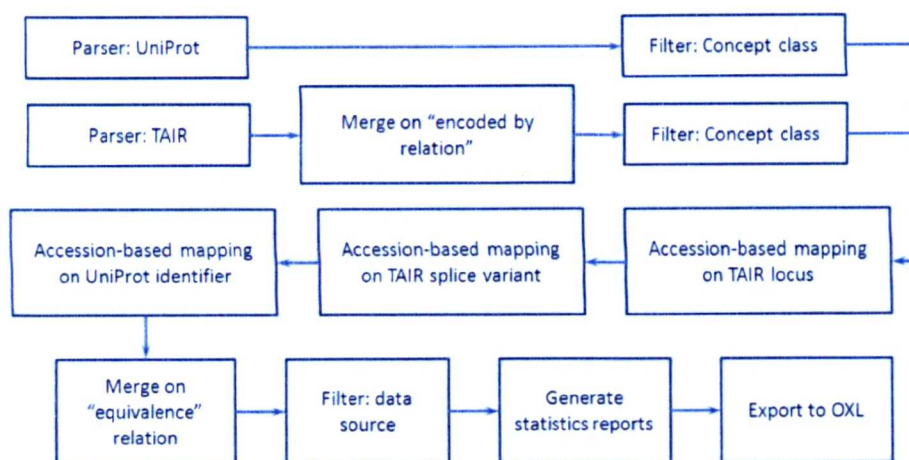 Parser: UniProt
Filter: Concept class
Parser: TAIR
Merge on “encoded by
relation”
Filter: Concept class
Accession-based mapping
on UniProt identifier
Accession-based mapping
on TAIR splice variant
Accession-based mapping
on TAIR locus
Merge on
“equivalence”
relation
Filter: data
source
Generate
statistics reports
Export to OXL